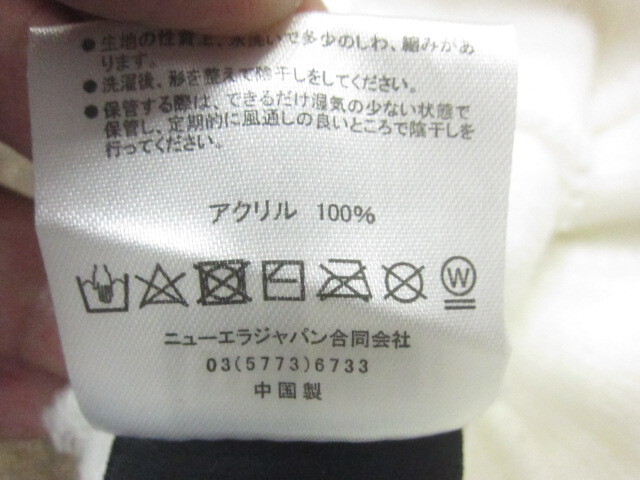 ● 生地の性質上、水洗いで多少のしわ、縮みがあ
ります。
● 洗濯後、形を整えて陰干しをしてください。
● 保管する際は、できるだけ湿気の少ない状態で
保管し、定期的に風通しの良いところで陰干しを
行ってください。
アクリル 100%
W
ニューエラジャパン合同会社
03(5773)6733
中国製